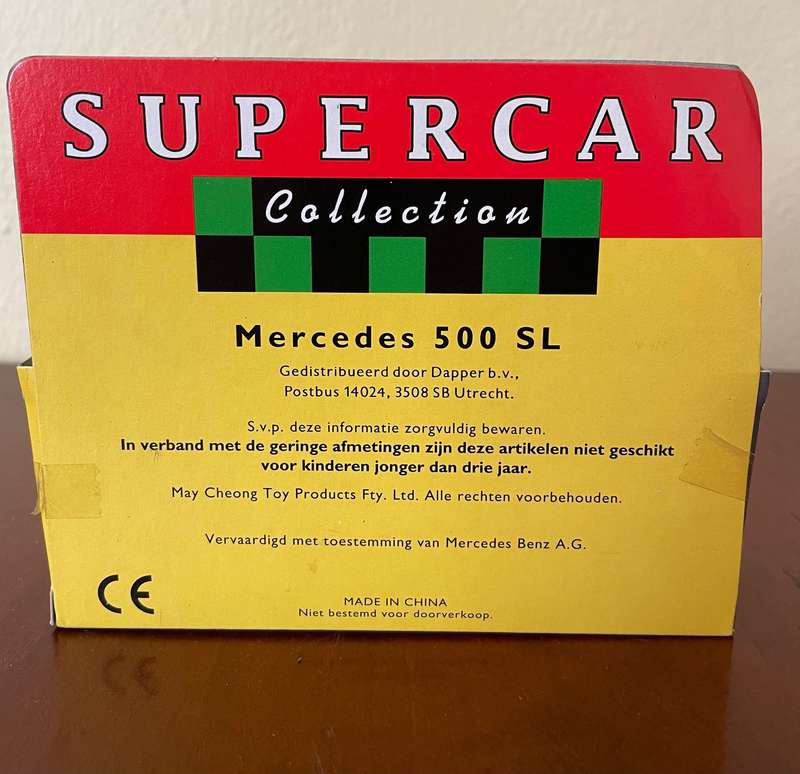 SUPERCAR
Collection
Mercedes 500 SL
Gedistribueerd door Dapper b.v.,
Postbus 14024, 3508 SB Utrecht.
S.v.p. deze informatie zorgvuldig bewaren.
In verband met de geringe afmetingen zijn deze artikelen niet geschikt
voor kinderen jonger dan drie jaar.
May Cheong Toy Products Fty. Ltd. Alle rechten voorbehouden.
Vervaardigd met toestemming van Mercedes Benz A.G.
CE
MADE IN CHINA
Niet bestemd voor doorverkoop.